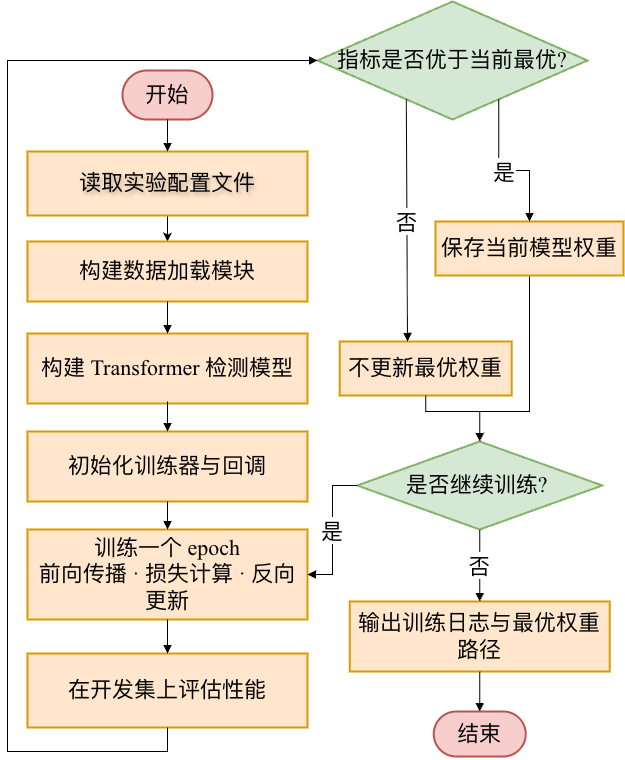 开始
读取实验配置文件
构建数据加载模块
构建 Transformer 检测模型
初始化训练器与回调
训练一个 epoch
前向传播 · 损失计算 · 反向
更新
在开发集上评估性能
指标是否优于当前最优?
是
否
保存当前模型权重
不更新最优权重
是否继续训练?
是
否
输出训练日志与最优权重
路径
结束